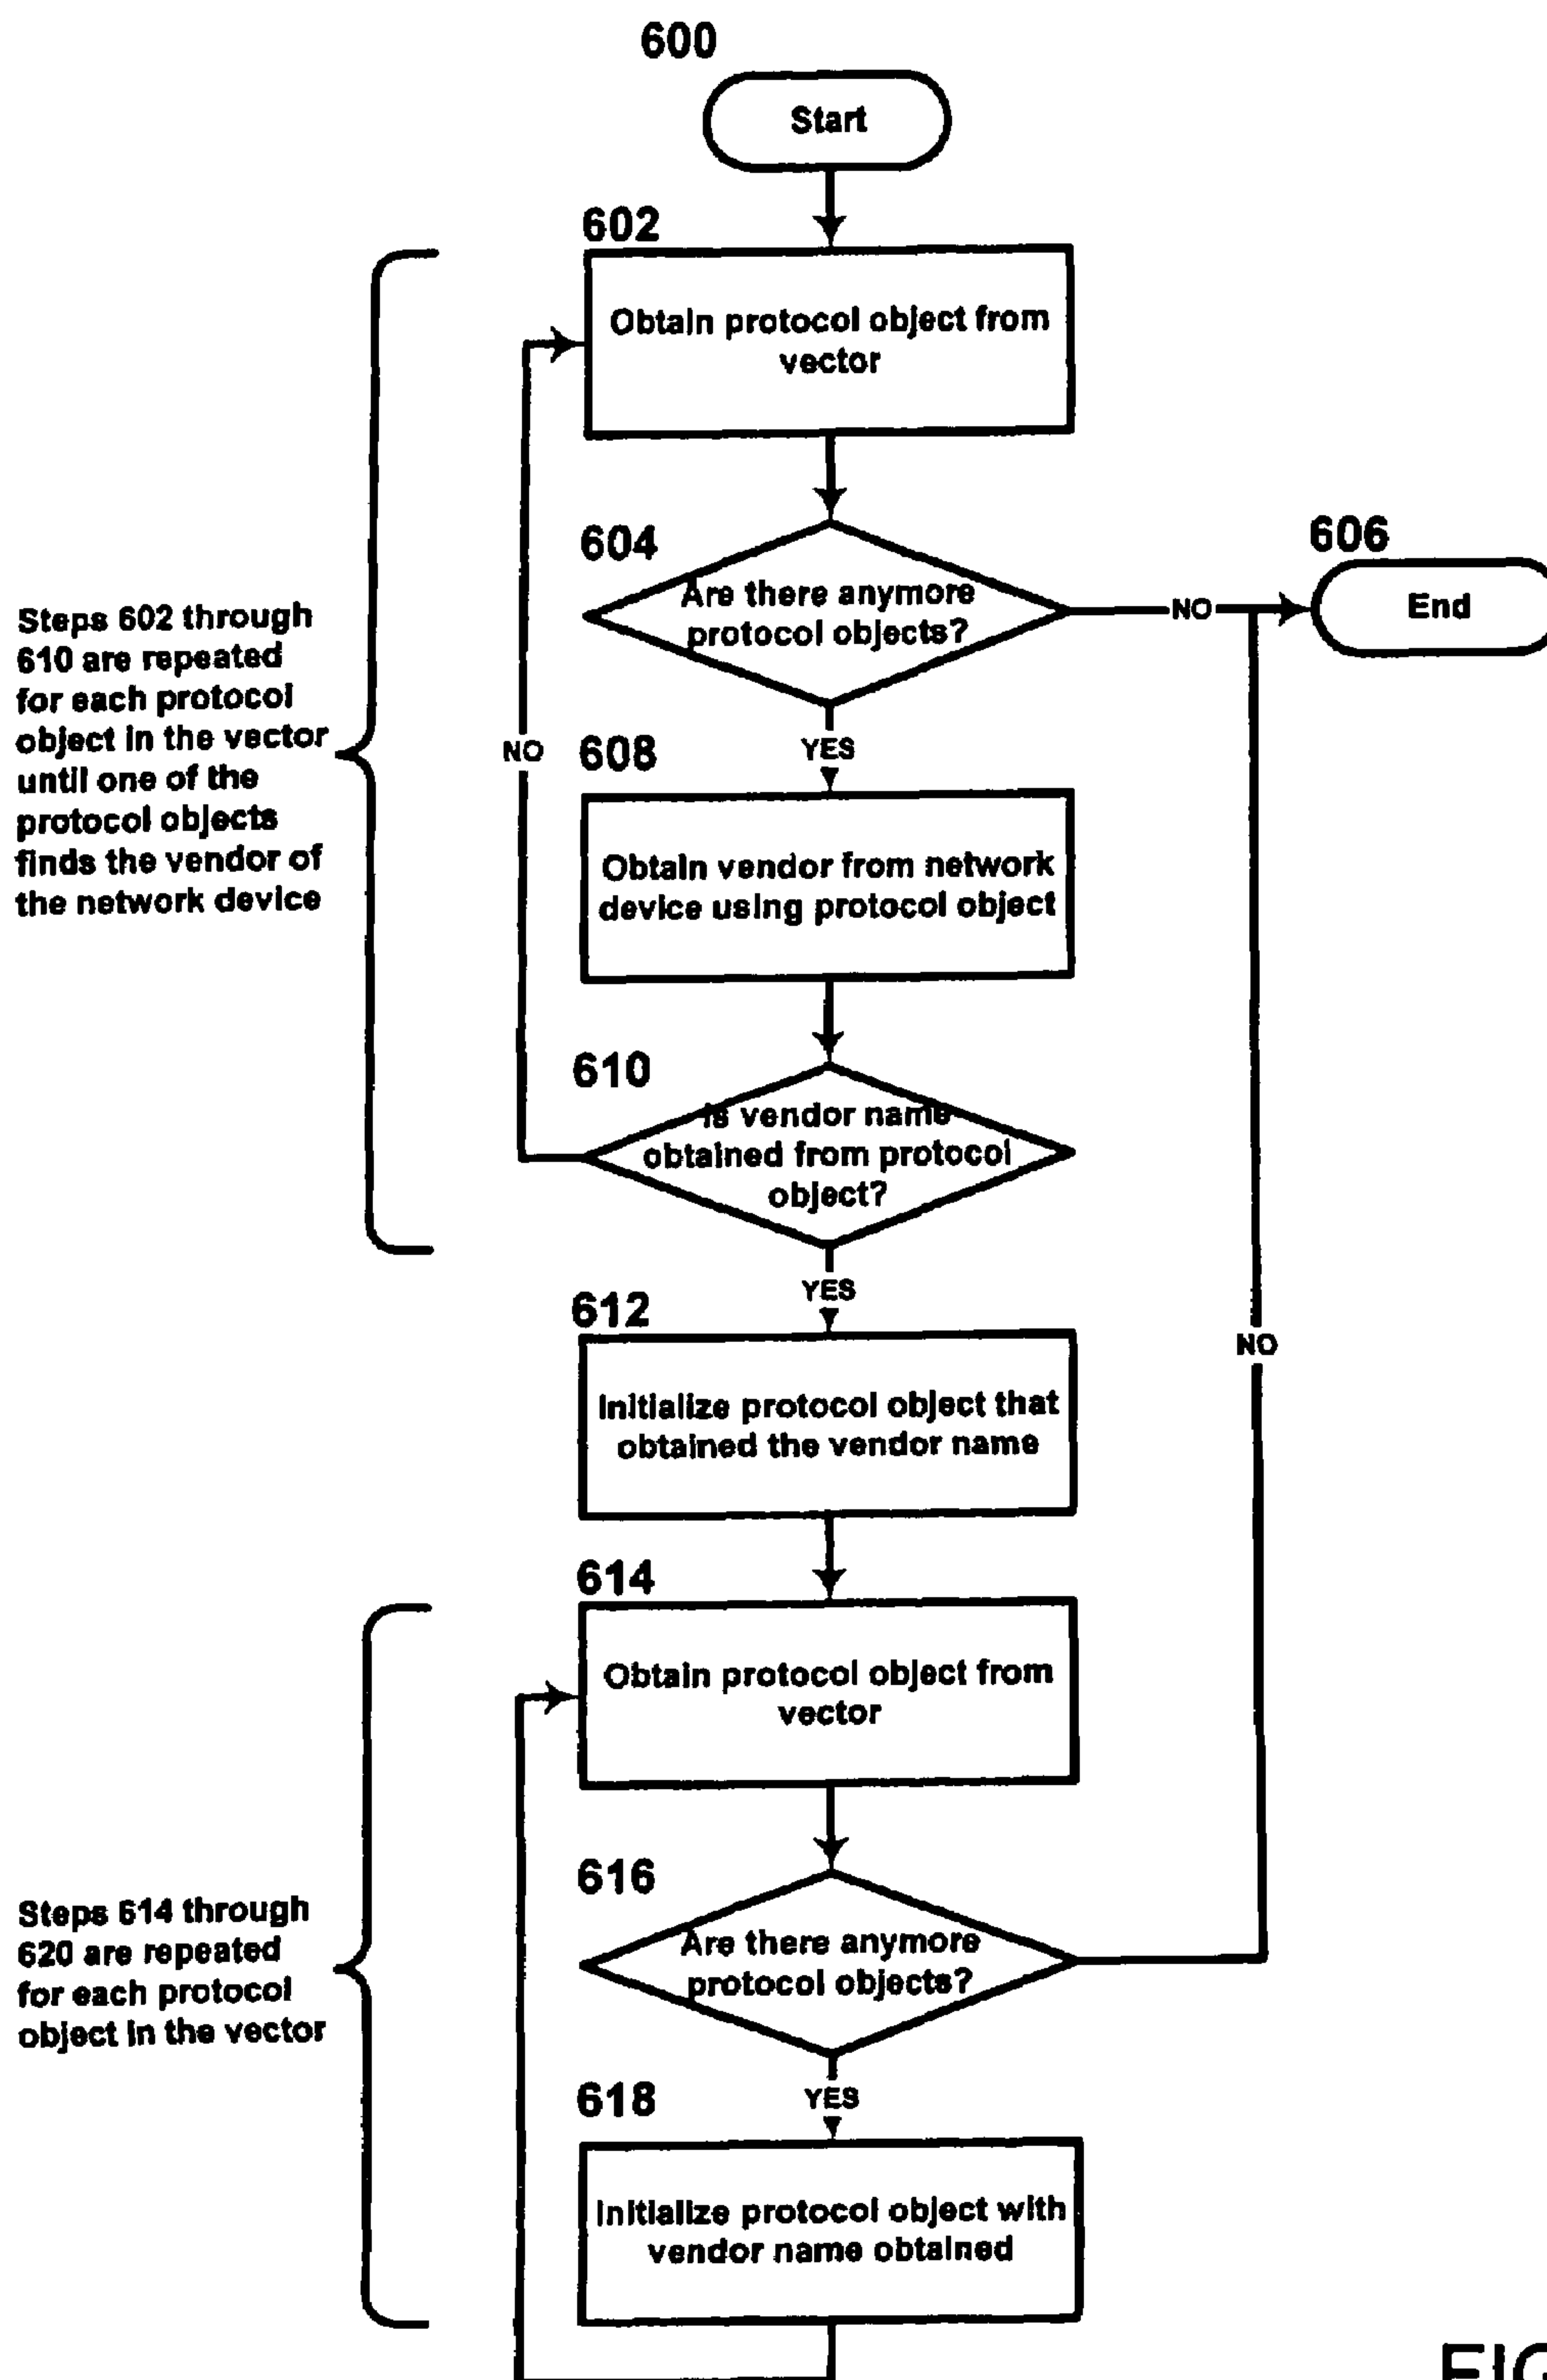 600
Start
602
Obtain protocol object from
vector
604
Are there anymore
protocol objects?
NO
606
End
Steps 602 through
610 are repeated
for each protocol
object in the vector
until one of the
protocol objects
finds the vendor of
the network device
NO
YES
608
Obtain vendor from network
device using protocol object
610
Is vendor name
obtained from protocol
object?
YES
612
Initialize protocol object that
obtained the vendor name
NO
614
Obtain protocol object from
vector
616
Are there anymore
protocol objects?
Steps 614 through
620 are repeated
for each protocol
object in the vector
YES
618
Initialize protocol object with
vendor name obtained